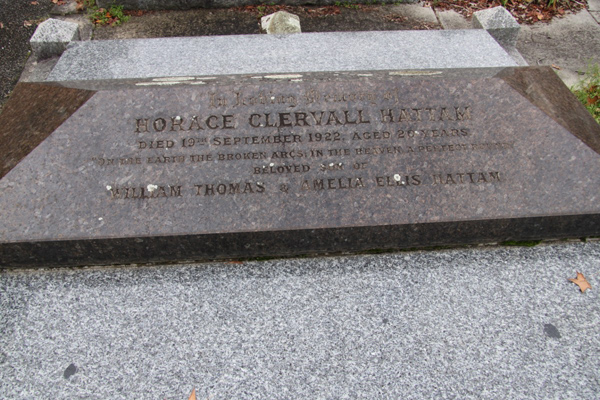 In Loving Memory of
HORACE CLERVALL HATTAM
DIED 19TH SEPTEMBER 1922. AGED 26 YEARS
"ON THE EARTH THE BROKEN ARCS: IN THE HEAVEN, A PERFECT ROUND"
BELOVED SON OF
WILLIAM THOMAS & AMELIA ELLIS HATTAM